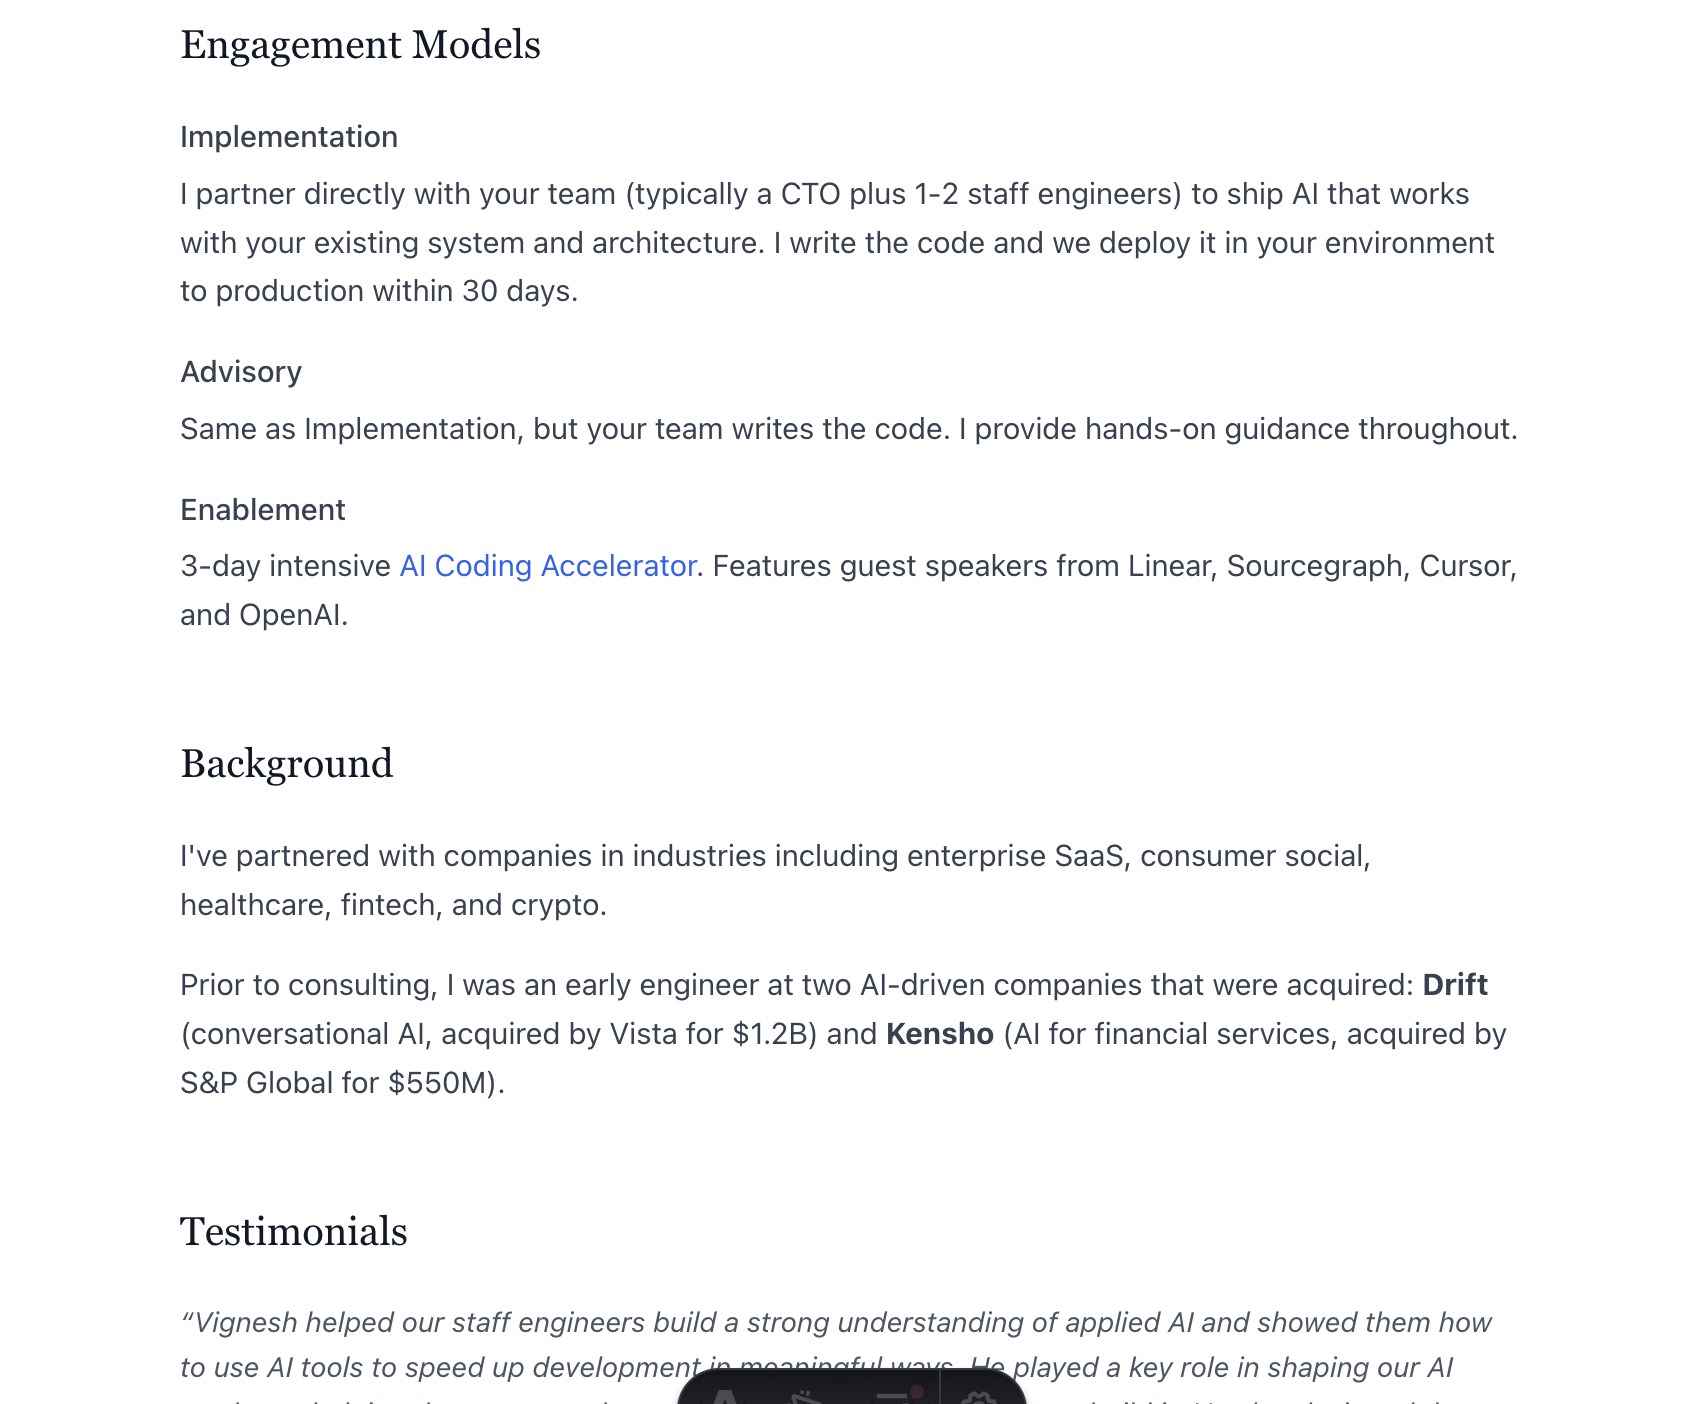 Engagement Models
Implementation
I partner directly with your team (typically a CTO plus 1-2 staff engineers) to ship AI that works
with your existing system and architecture. I write the code and we deploy it in your environment
to production within 30 days.
Advisory
Same as Implementation, but your team writes the code. I provide hands-on guidance throughout.
Enablement
3-day intensive AI Coding Accelerator. Features guest speakers from Linear, Sourcegraph, Cursor,
and OpenAI.
Background
I've partnered with companies in industries including enterprise SaaS, consumer social,
healthcare, fintech, and crypto.
Prior to consulting, I was an early engineer at two AI-driven companies that were acquired: Drift
(conversational AI, acquired by Vista for $1.2B) and Kensho (AI for financial services, acquired by
S&P Global for $550M).
Testimonials
“Vignesh helped our staff engineers build a strong understanding of applied AI and showed them how
to use AI tools to speed up development in meaningful ways. He played a key role in shaping our AI